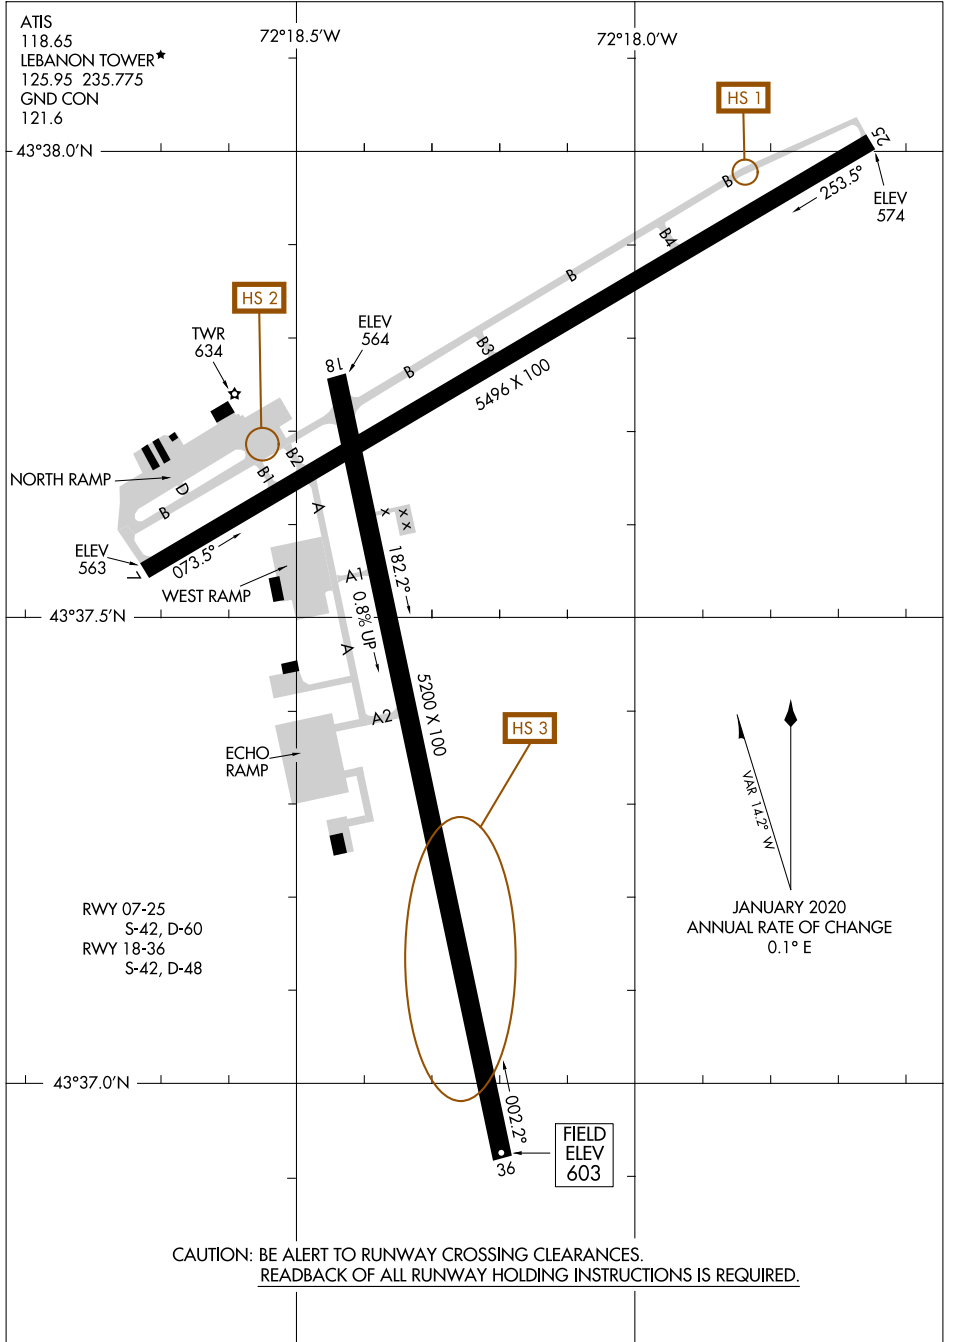 ATIS
118.65
LEBANON TOWER★
125.95 235.775
GND CON
121.6
72°18.5'W
72°18.0'W
HS 1
43°38.0'N
25
B
253.5°
ELEV
574
B4
B
HS 2
ELEV
564
TWR
634
18
B3
B
5496 X 100
B2
B1
NORTH RAMP
D
B
A
X
X X
ELEV
563
7
073.5°
182.2°
WEST RAMP
A1
0.8% UP
43°37.5'N
A
5200 X 100
A2
HS 3
ECHO
RAMP
VAR 14.2° W
JANUARY 2020
ANNUAL RATE OF CHANGE
0.1° E
RWY 07-25
S-42, D-60
RWY 18-36
S-42, D-48
43°37.0'N
002.2°
FIELD
ELEV
603
36
CAUTION: BE ALERT TO RUNWAY CROSSING CLEARANCES.
READBACK OF ALL RUNWAY HOLDING INSTRUCTIONS IS REQUIRED.